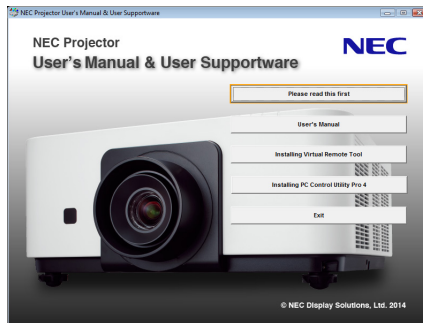 NEC Projector User's Manual & User Supportware
NEC Projector
NEC
User's Manual & User Supportware
Please read this first
User's Manual
Installing Virtual Remote Tool
Installing PC Control Utility Pro 4
Exit
© NEC Display Solutions, Ltd. 2014